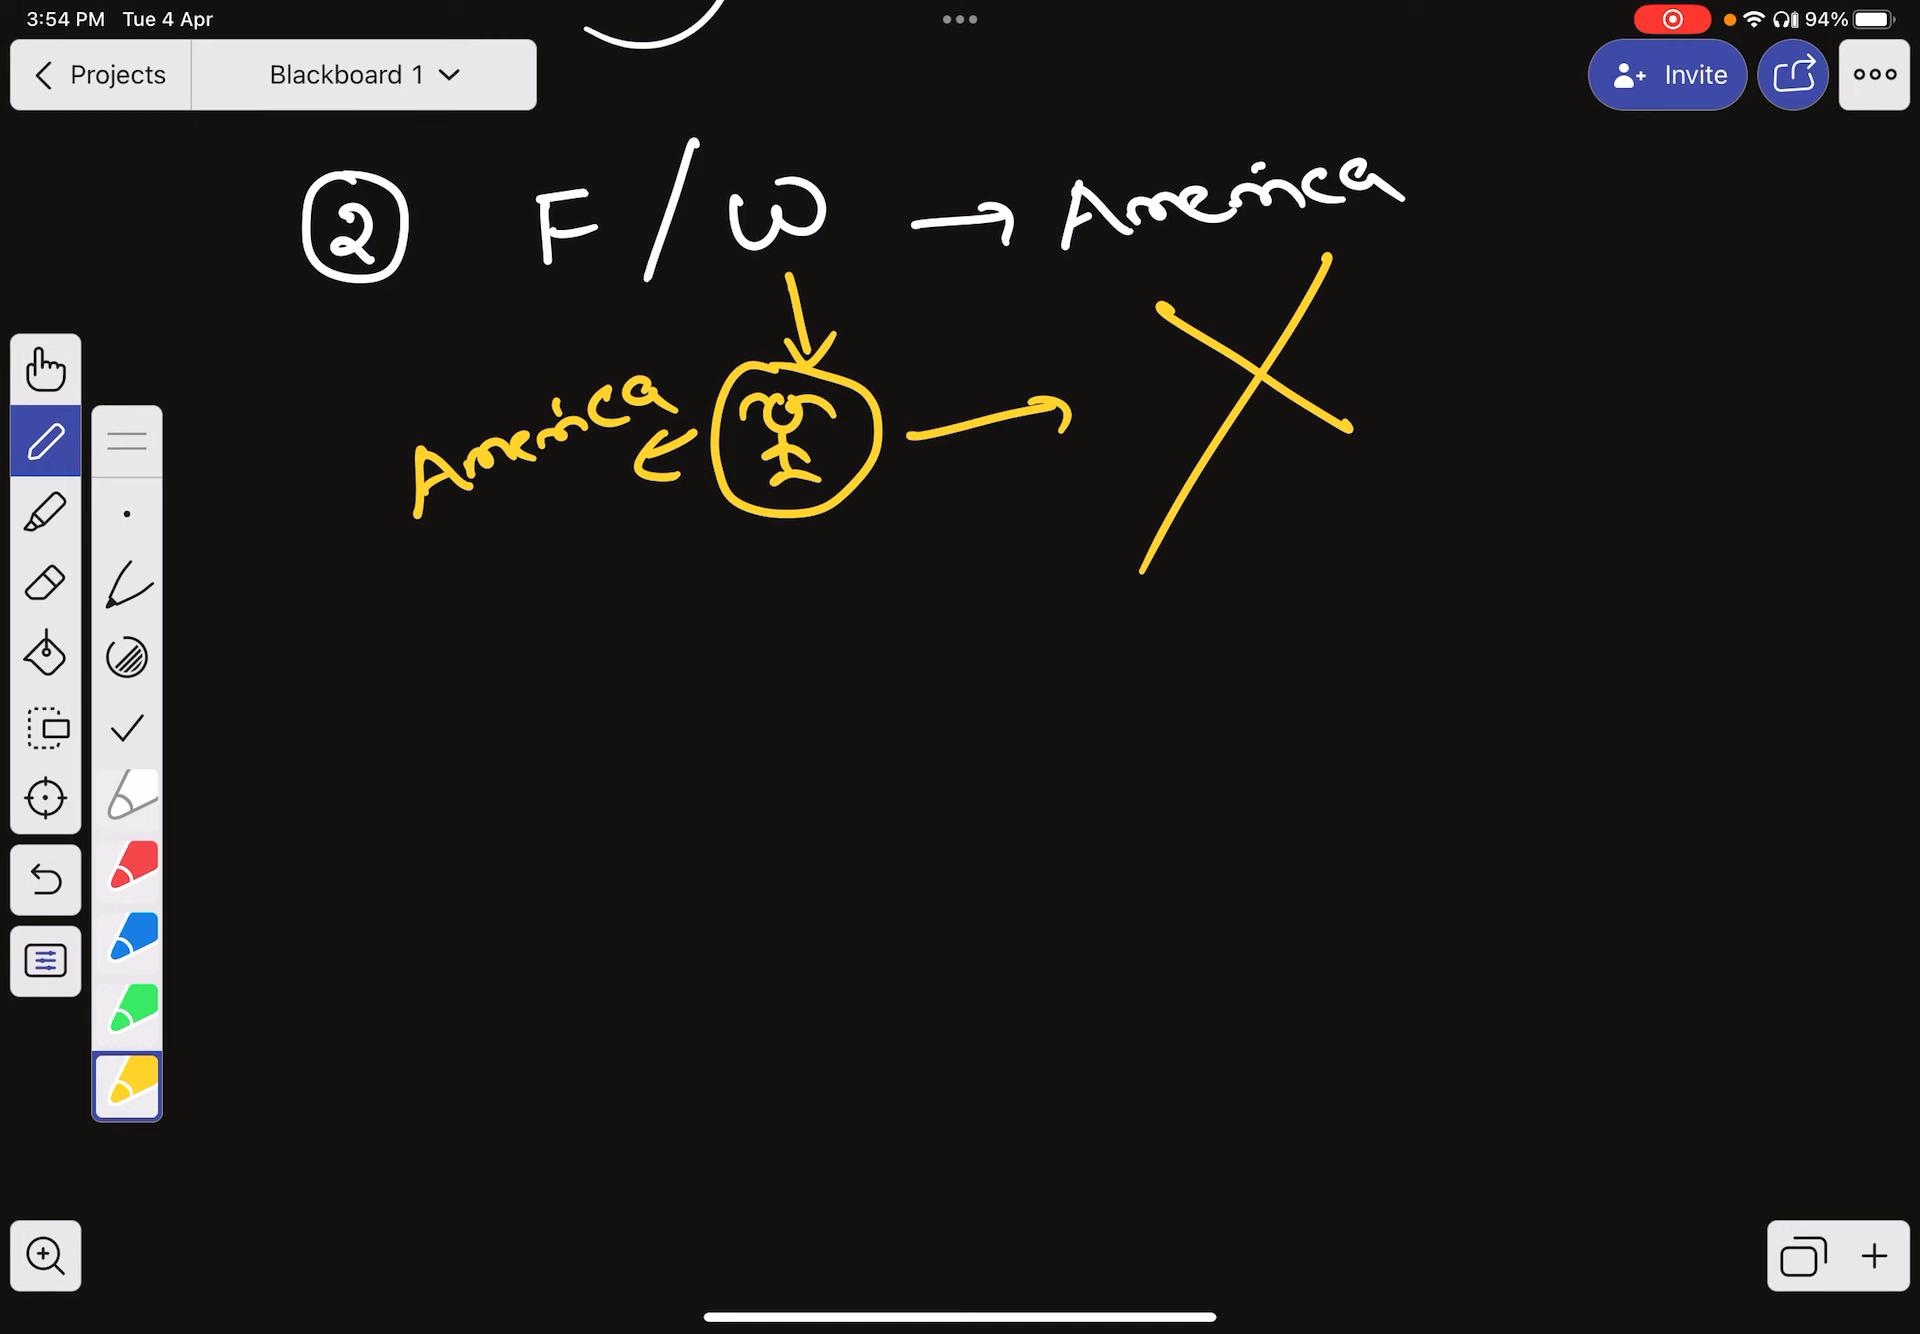 3:54 PM Tue 4 Apr
94%
Projects
Blackboard 1
Invite
2 F / W → America
America